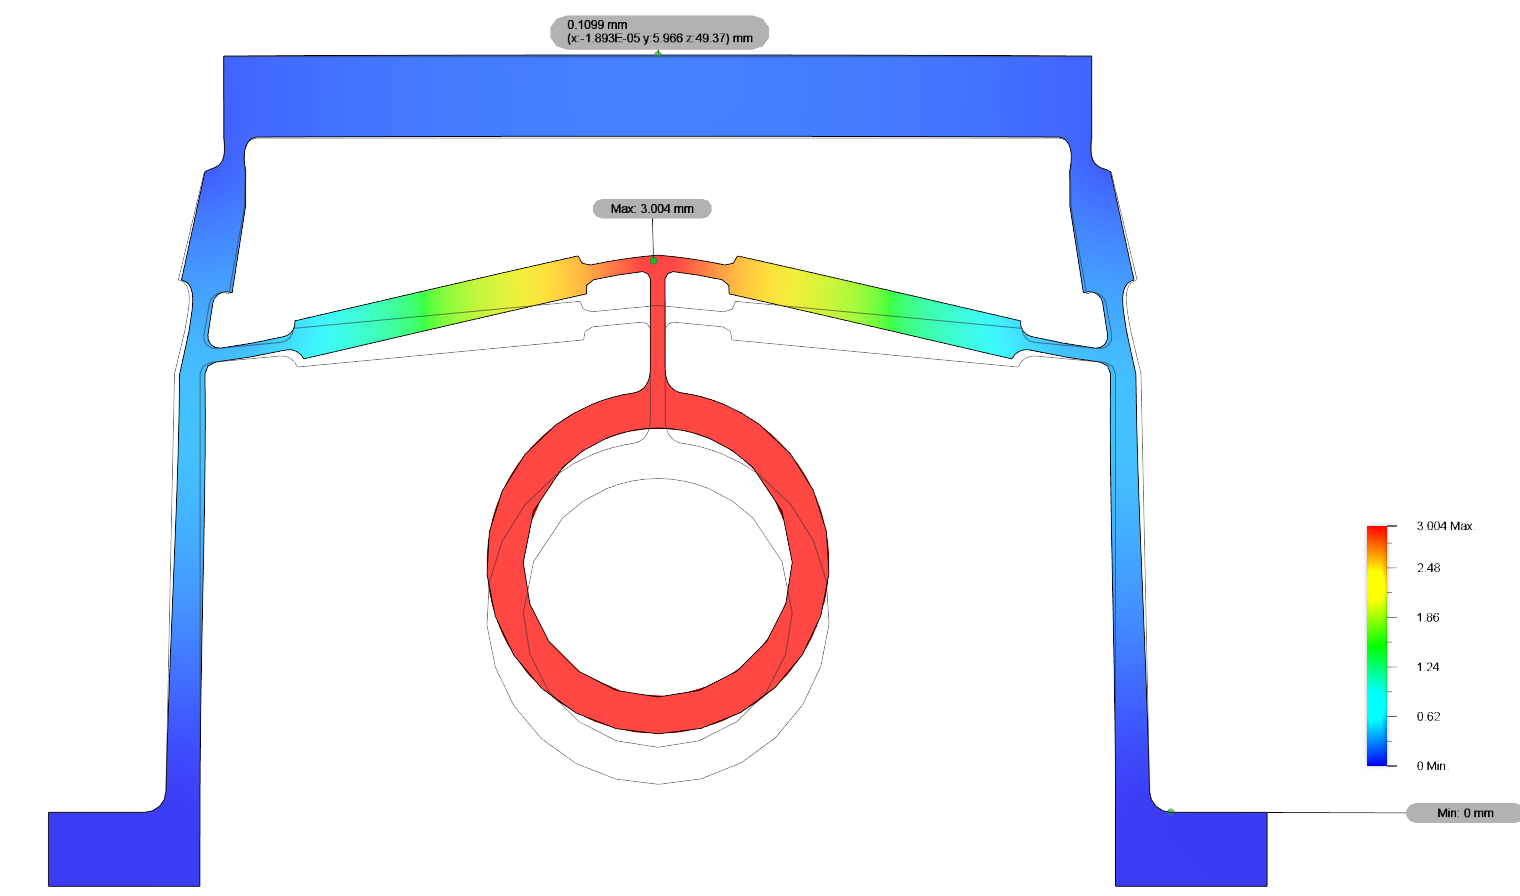 0.1099 mm
(x:-1.893E-05 y:5.966 z:49.37) mm
Max: 3.004 mm
3.004 Max.
2.48
1.86
1.24
0.62
0 Min.
Min: 0 mm